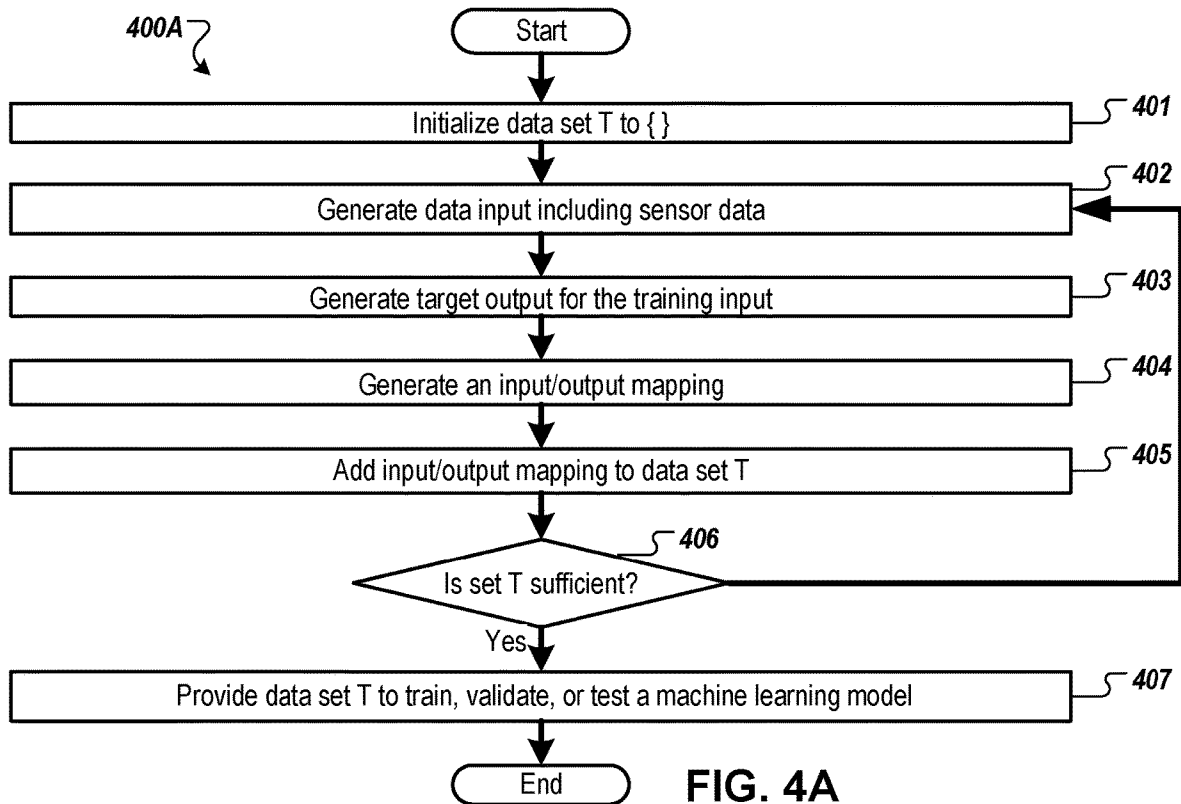 400A
Start
Initialize data set T to { }
401
402
Generate data input including sensor data
Generate target output for the training input
403
Generate an input/output mapping
404
Add input/output mapping to data set T
405
406
Is set T sufficient?
Yes
Provide data set T to train, validate, or test a machine learning model
407
End
FIG. 4A